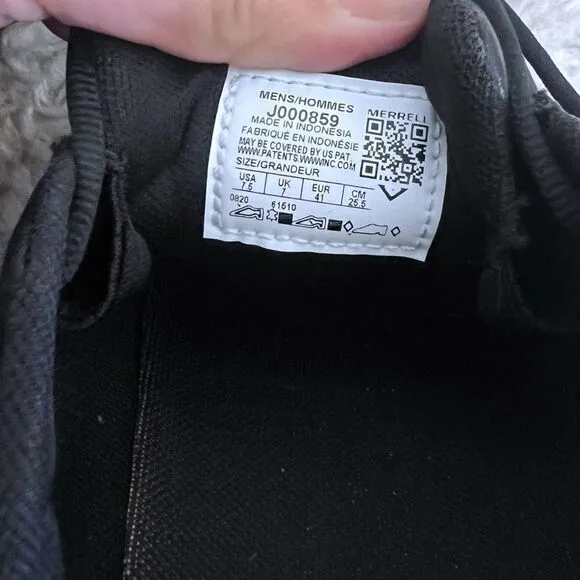 MENS/HOMMES
J000859
MERRELL
MADE IN INDONESIA
FABRIQUÉ EN INDONÉSIE
MAY BE COVERED BY US PAT
WWW.PATENTS.WWWINC.COM
SIZE/GRANDEUR
USA UK EUR CM
7.5 7 41 25.5
0820 61510